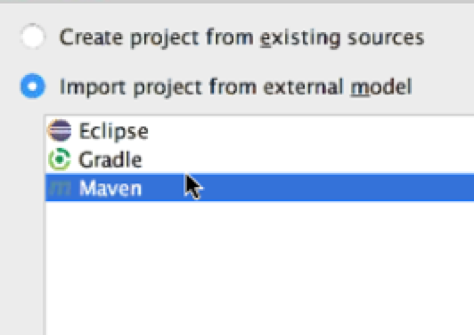 Create project from existing sources
Import project from external model
Eclipse
Gradle
m Maven